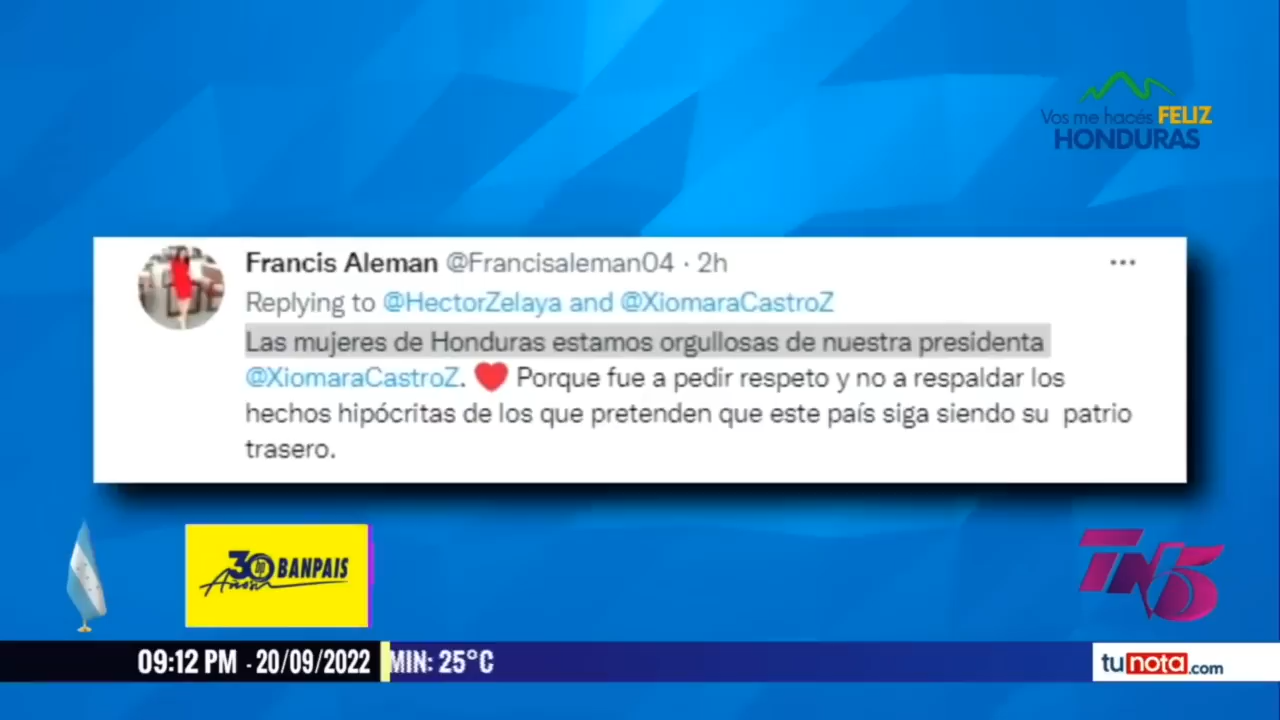 Vos me hacés FELIZ
HONDURAS
Francis Aleman @Francisaleman04 · 2h
Replying to @HectorZelaya and @XiomaraCastroZ
Las mujeres de Honduras estamos orgullosas de nuestra presidenta
@XiomaraCastroZ. ❤ Porque fue a pedir respeto y no a respaldar los
hechos hipócritas de los que pretenden que este país siga siendo su patrio
trasero.
30 bp BANPAIS
Años
TN5
09:12 PM - 20/09/2022 MIN: 25°C
tunota.com